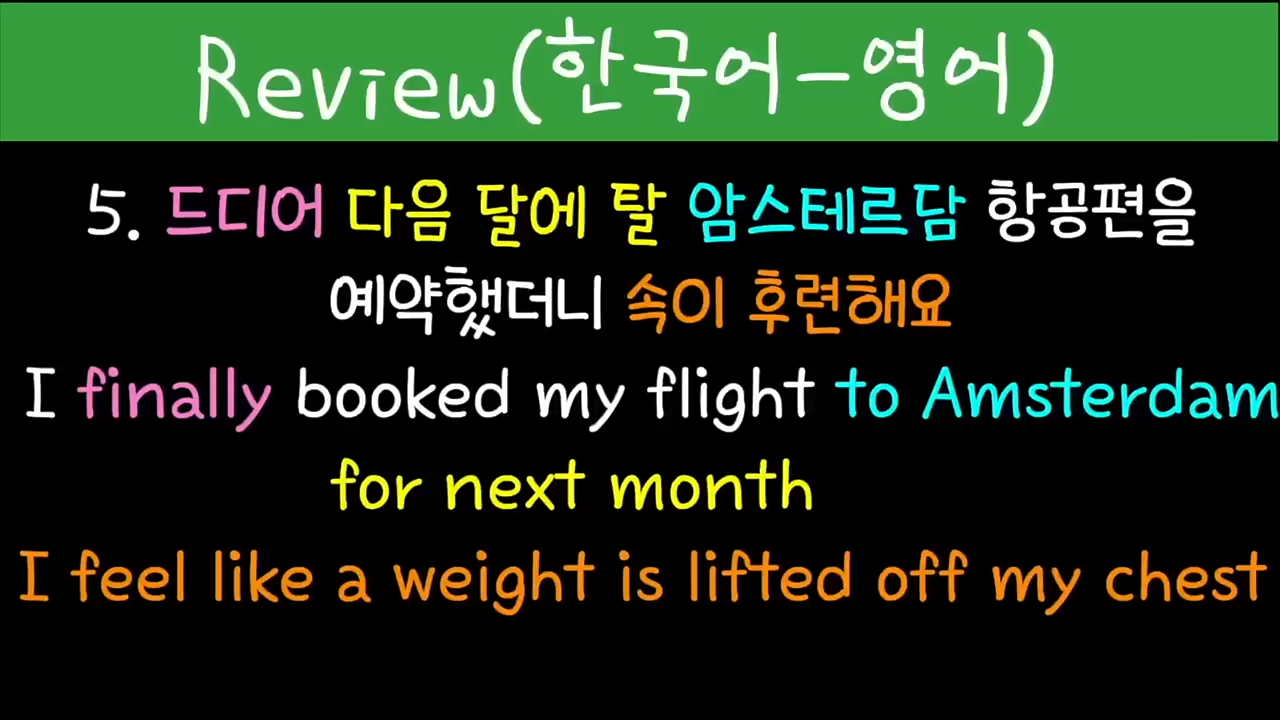 Review(한국어-영어)
5. 드디어 다음 달에 탈 암스테르담 항공편을
예약했더니 속이 후련해요
I finally booked my flight to Amsterdam
for next month
I feel like a weight is lifted off my chest